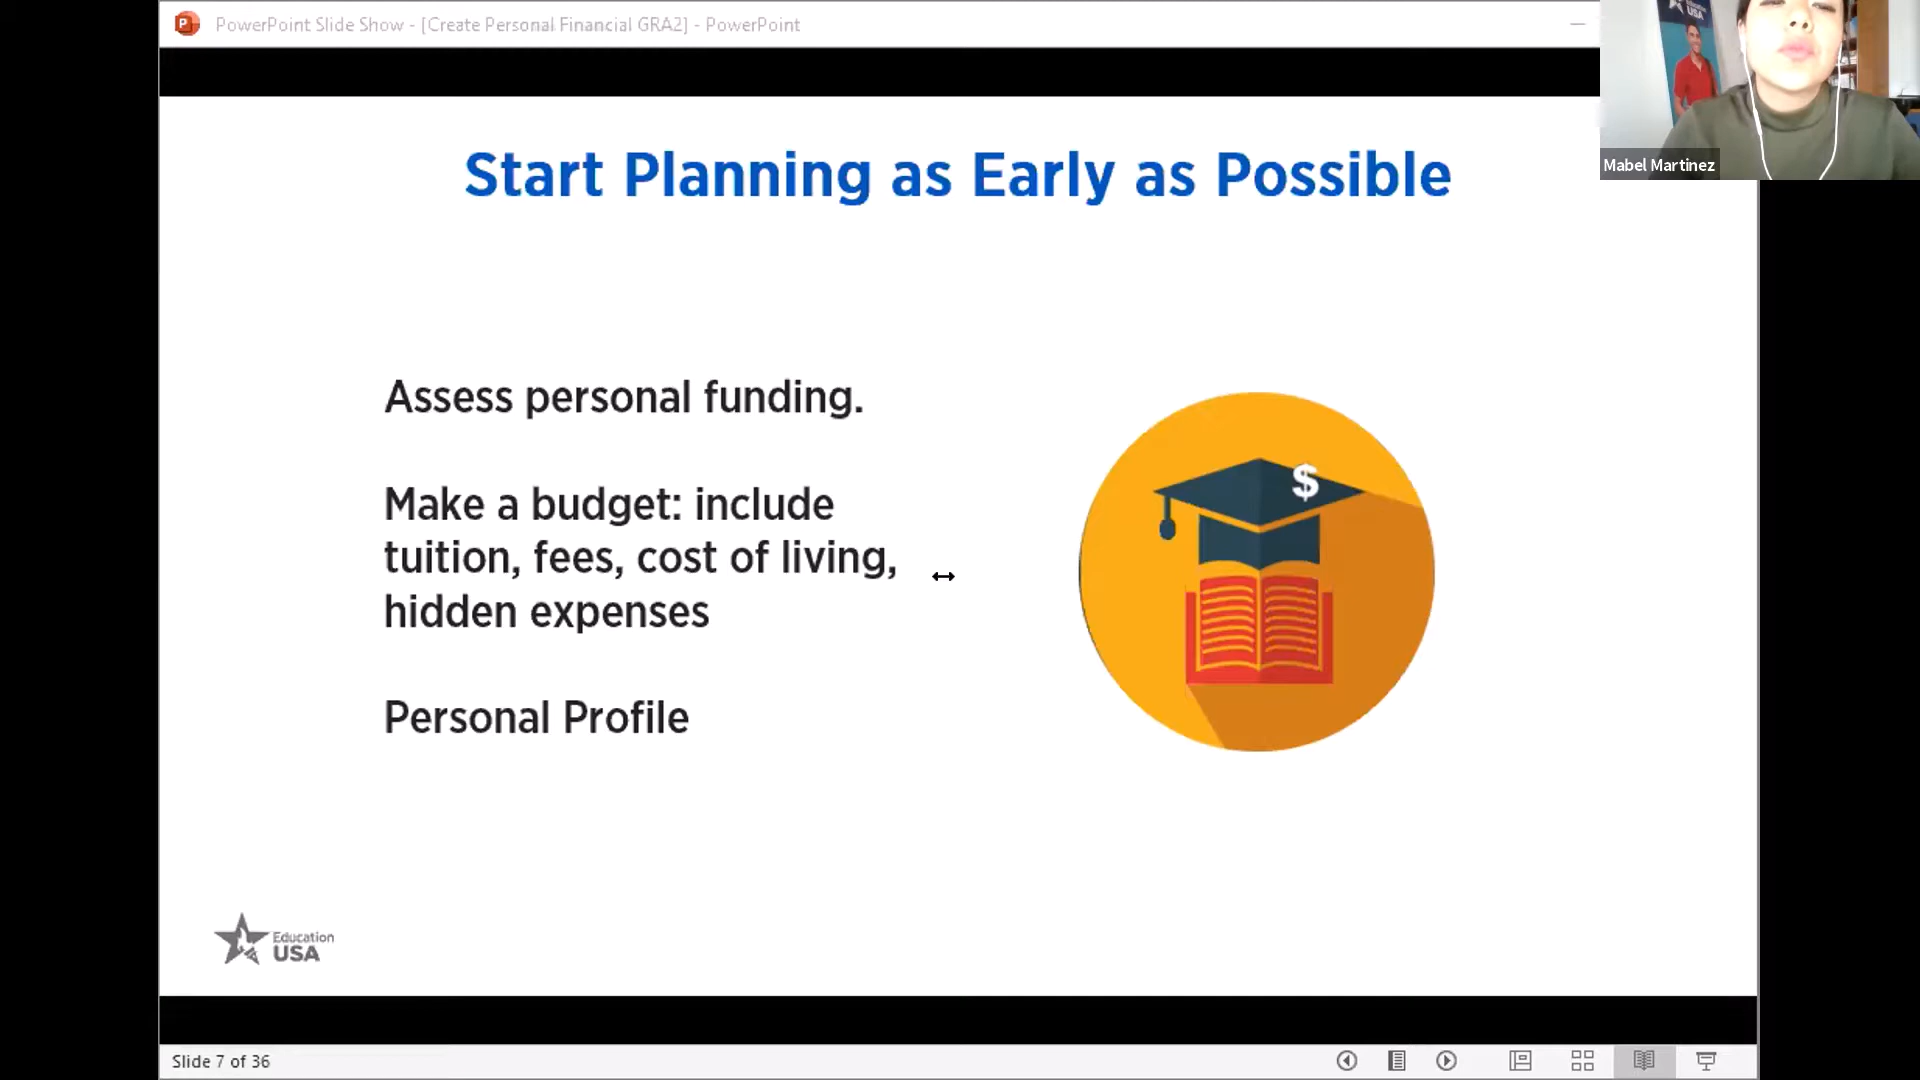 PowerPoint Slide Show - [Create Personal Financial GRA2] - PowerPoint
USA
Mabel Martinez
Start Planning as Early as Possible
Assess personal funding.
Make a budget: include
tuition, fees, cost of living,
hidden expenses
Personal Profile
$
Education
USA
Slide 7 of 36